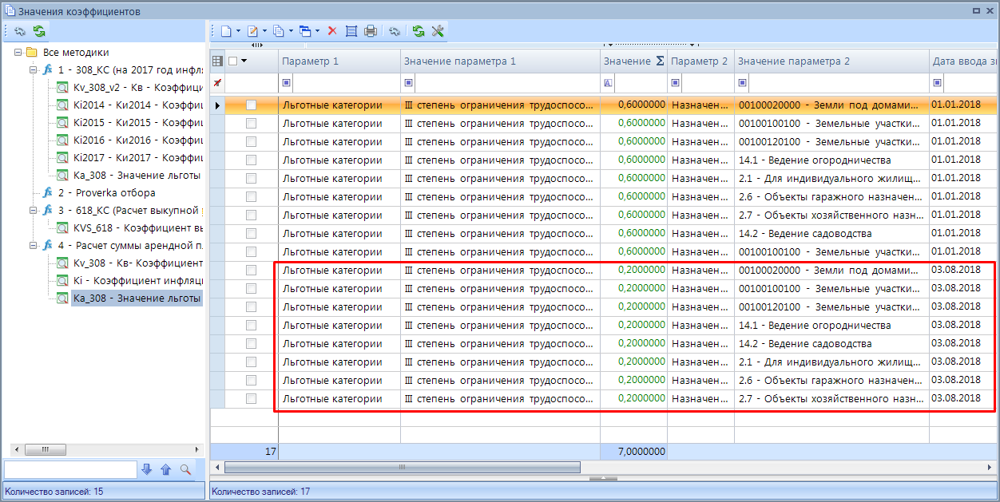 Значения коэффициентов
Все методики
1 - 308_КС (на 2017 год инфля
Kv_308_v2 - Кв - Коэффици
Ki2014 - Ки2014 - Коэффиц
Ki2015 - Ки2015 - Коэффиц
Ki2016 - Ки2016 - Коэффиц
Ki2017 - Ки2017 - Коэффиц
Ka_308 - Значение льготы
2 - Proverka отбора
3 - 618_КС (Расчет выкупной
KVS_618 - Коэффициент вы
4 - Расчет суммы арендной п
Kv_308 - Кв- Коэффициент
Ki - Коэффициент инфляц
Ka_308 - Значение льготы
Количество записей: 15
Параметр 1 Значение параметра 1 Значение Σ Параметр 2 Значение параметра 2 Дата ввода з
Льготные категории III степень ограничения трудоспосо... 0,6000000 Назначен... 00100020000 - Земли под домами... 01.01.2018
Льготные категории III степень ограничения трудоспосо... 0,6000000 Назначен... 00100100100 - Земельные участки... 01.01.2018
Льготные категории III степень ограничения трудоспосо... 0,6000000 Назначен... 00100120100 - Земельные участки... 01.01.2018
Льготные категории III степень ограничения трудоспосо... 0,6000000 Назначен... 14.1 - Ведение огородничества 01.01.2018
Льготные категории III степень ограничения трудоспосо... 0,6000000 Назначен... 2.1 - Для индивидуального жилищ... 01.01.2018
Льготные категории III степень ограничения трудоспосо... 0,6000000 Назначен... 2.6 - Объекты гаражного назначен... 01.01.2018
Льготные категории III степень ограничения трудоспосо... 0,6000000 Назначен... 2.7 - Объекты хозяйственного назн... 01.01.2018
Льготные категории III степень ограничения трудоспосо... 0,6000000 Назначен... 14.2 - Ведение садоводства 01.01.2018
Льготные категории III степень ограничения трудоспосо... 0,6000000 Назначен... 00100100100 - Земельные участки... 01.01.2018
Льготные категории III степень ограничения трудоспосо... 0,2000000 Назначен... 00100020000 - Земли под домами... 03.08.2018
Льготные категории III степень ограничения трудоспосо... 0,2000000 Назначен... 00100100100 - Земельные участки... 03.08.2018
Льготные категории III степень ограничения трудоспосо... 0,2000000 Назначен... 00100120100 - Земельные участки... 03.08.2018
Льготные категории III степень ограничения трудоспосо... 0,2000000 Назначен... 14.1 - Ведение огородничества 03.08.2018
Льготные категории III степень ограничения трудоспосо... 0,2000000 Назначен... 14.2 - Ведение садоводства 03.08.2018
Льготные категории III степень ограничения трудоспосо... 0,2000000 Назначен... 2.1 - Для индивидуального жилищ... 03.08.2018
Льготные категории III степень ограничения трудоспосо... 0,2000000 Назначен... 2.6 - Объекты гаражного назначен... 03.08.2018
Льготные категории III степень ограничения трудоспосо... 0,2000000 Назначен... 2.7 - Объекты хозяйственного назн... 03.08.2018
17 7,0000000
Количество записей: 17